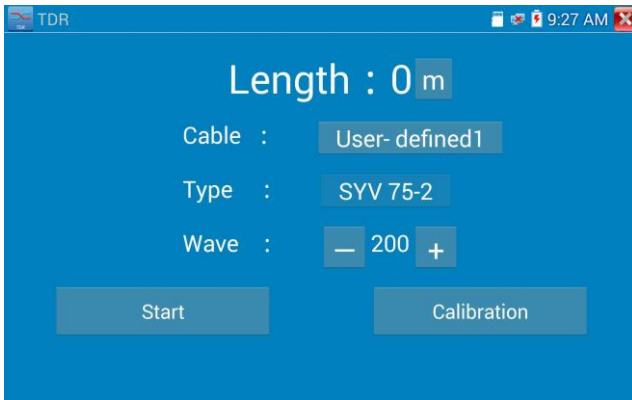 TDR 9:27 AM
Length : 0 m
Cable : User- defined1
Type : SYV 75-2
Wave : — 200 +
Start Calibration